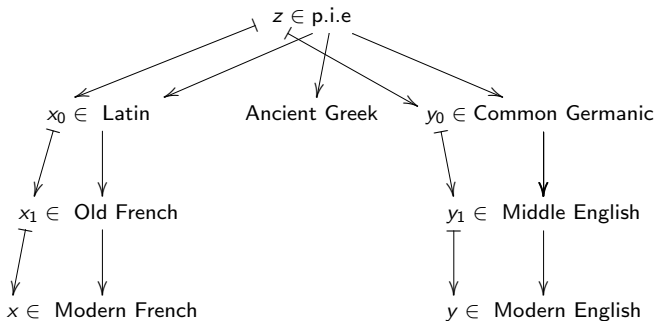 z ∈ p.i.e
x₀ ∈ Latin Ancient Greek y₀ ∈ Common Germanic
x₁ ∈ Old French y₁ ∈ Middle English
x ∈ Modern French y ∈ Modern English